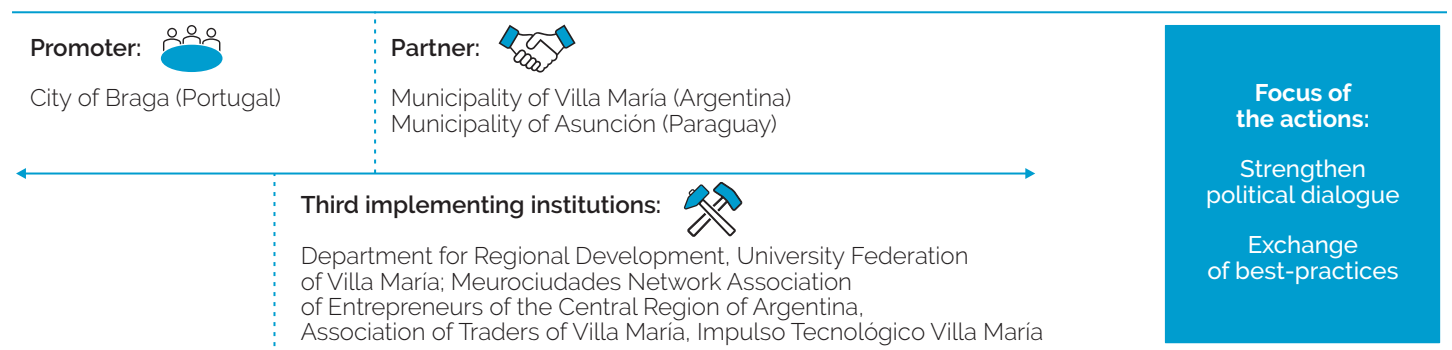 Promoter:
City of Braga (Portugal)
Partner:
Municipality of Villa María (Argentina)
Municipality of Asunción (Paraguay)
Third implementing institutions:
Department for Regional Development, University Federation
of Villa María; Meurociudades Network Association
of Entrepreneurs of the Central Region of Argentina,
Association of Traders of Villa María, Impulso Tecnológico Villa María
Focus of
the actions:
Strengthen
political dialogue
Exchange
of best-practices